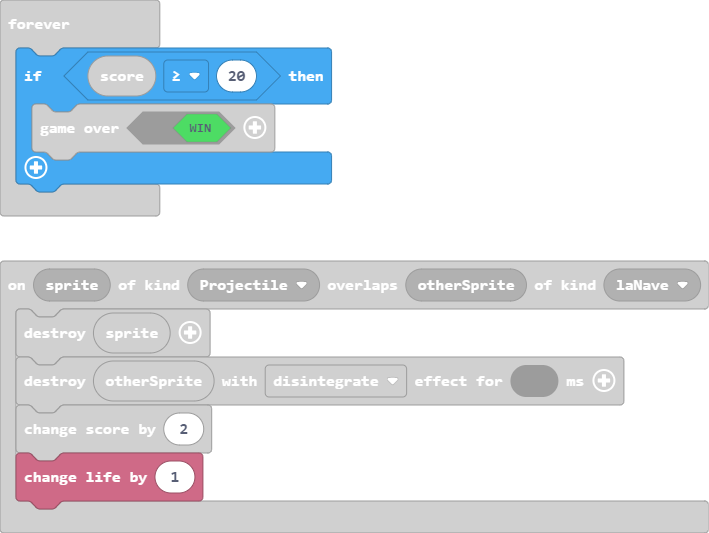 forever
if score ≥ 20 then
game over WIN
on sprite of kind Projectile overlaps otherSprite of kind laNave
destroy sprite
destroy otherSprite with disintegrate effect for ms
change score by 2
change life by 1